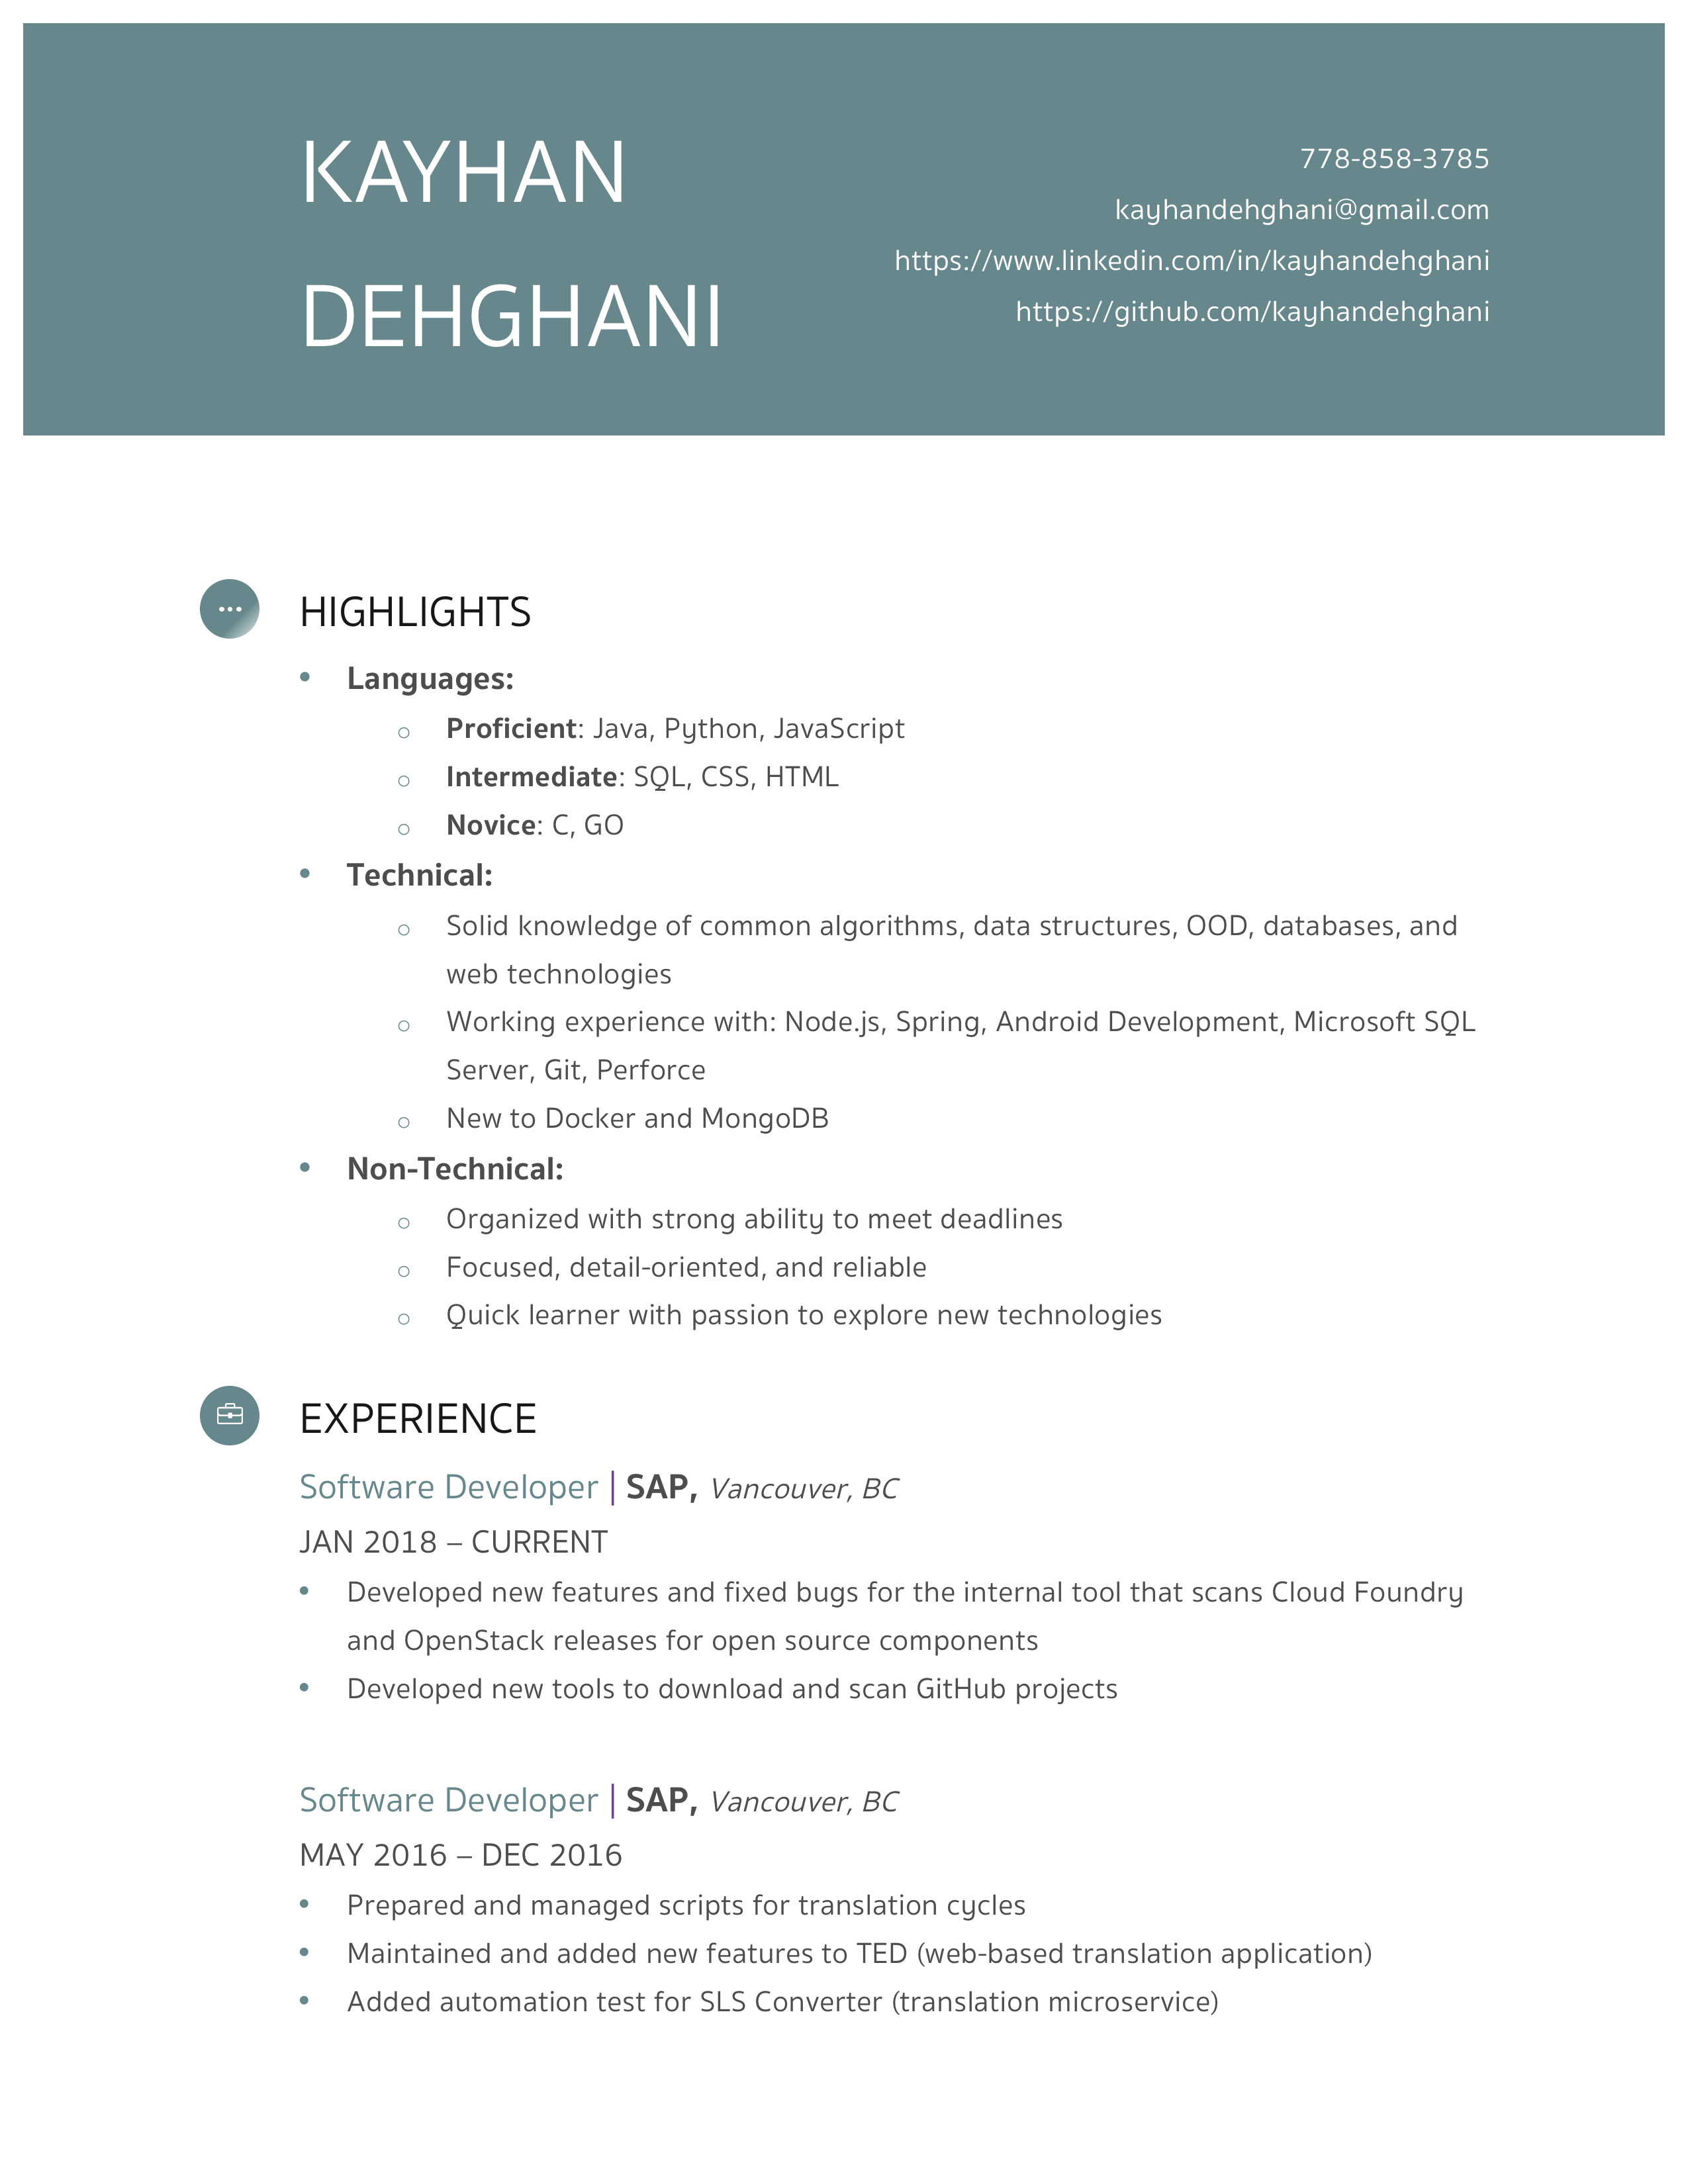 KAYHAN
DEHGHANI
778-858-3785
kayhandehghani@gmail.com
https://www.linkedin.com/in/kayhandehghani
https://github.com/kayhandehghani
HIGHLIGHTS
• Languages:
o Proficient: Java, Python, JavaScript
o Intermediate: SQL, CSS, HTML
o Novice: C, GO
• Technical:
o Solid knowledge of common algorithms, data structures, OOD, databases, and
web technologies
o Working experience with: Node.js, Spring, Android Development, Microsoft SQL
Server, Git, Perforce
o New to Docker and MongoDB
• Non-Technical:
o Organized with strong ability to meet deadlines
o Focused, detail-oriented, and reliable
o Quick learner with passion to explore new technologies
EXPERIENCE
Software Developer | SAP, Vancouver, BC
JAN 2018 – CURRENT
• Developed new features and fixed bugs for the internal tool that scans Cloud Foundry
and OpenStack releases for open source components
• Developed new tools to download and scan GitHub projects
Software Developer | SAP, Vancouver, BC
MAY 2016 – DEC 2016
• Prepared and managed scripts for translation cycles
• Maintained and added new features to TED (web-based translation application)
• Added automation test for SLS Converter (translation microservice)